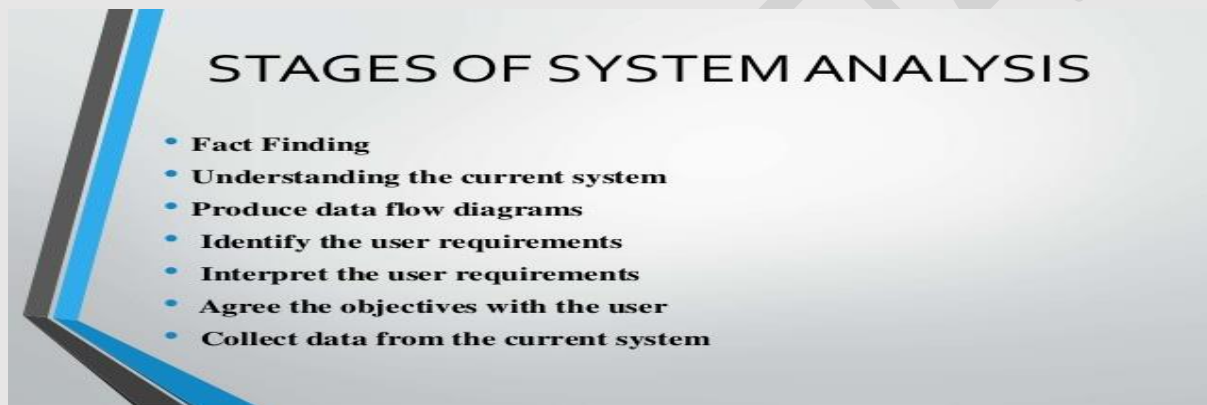 STAGES OF SYSTEM ANALYSIS
• Fact Finding
• Understanding the current system
• Produce data flow diagrams
• Identify the user requirements
• Interpret the user requirements
• Agree the objectives with the user
• Collect data from the current system